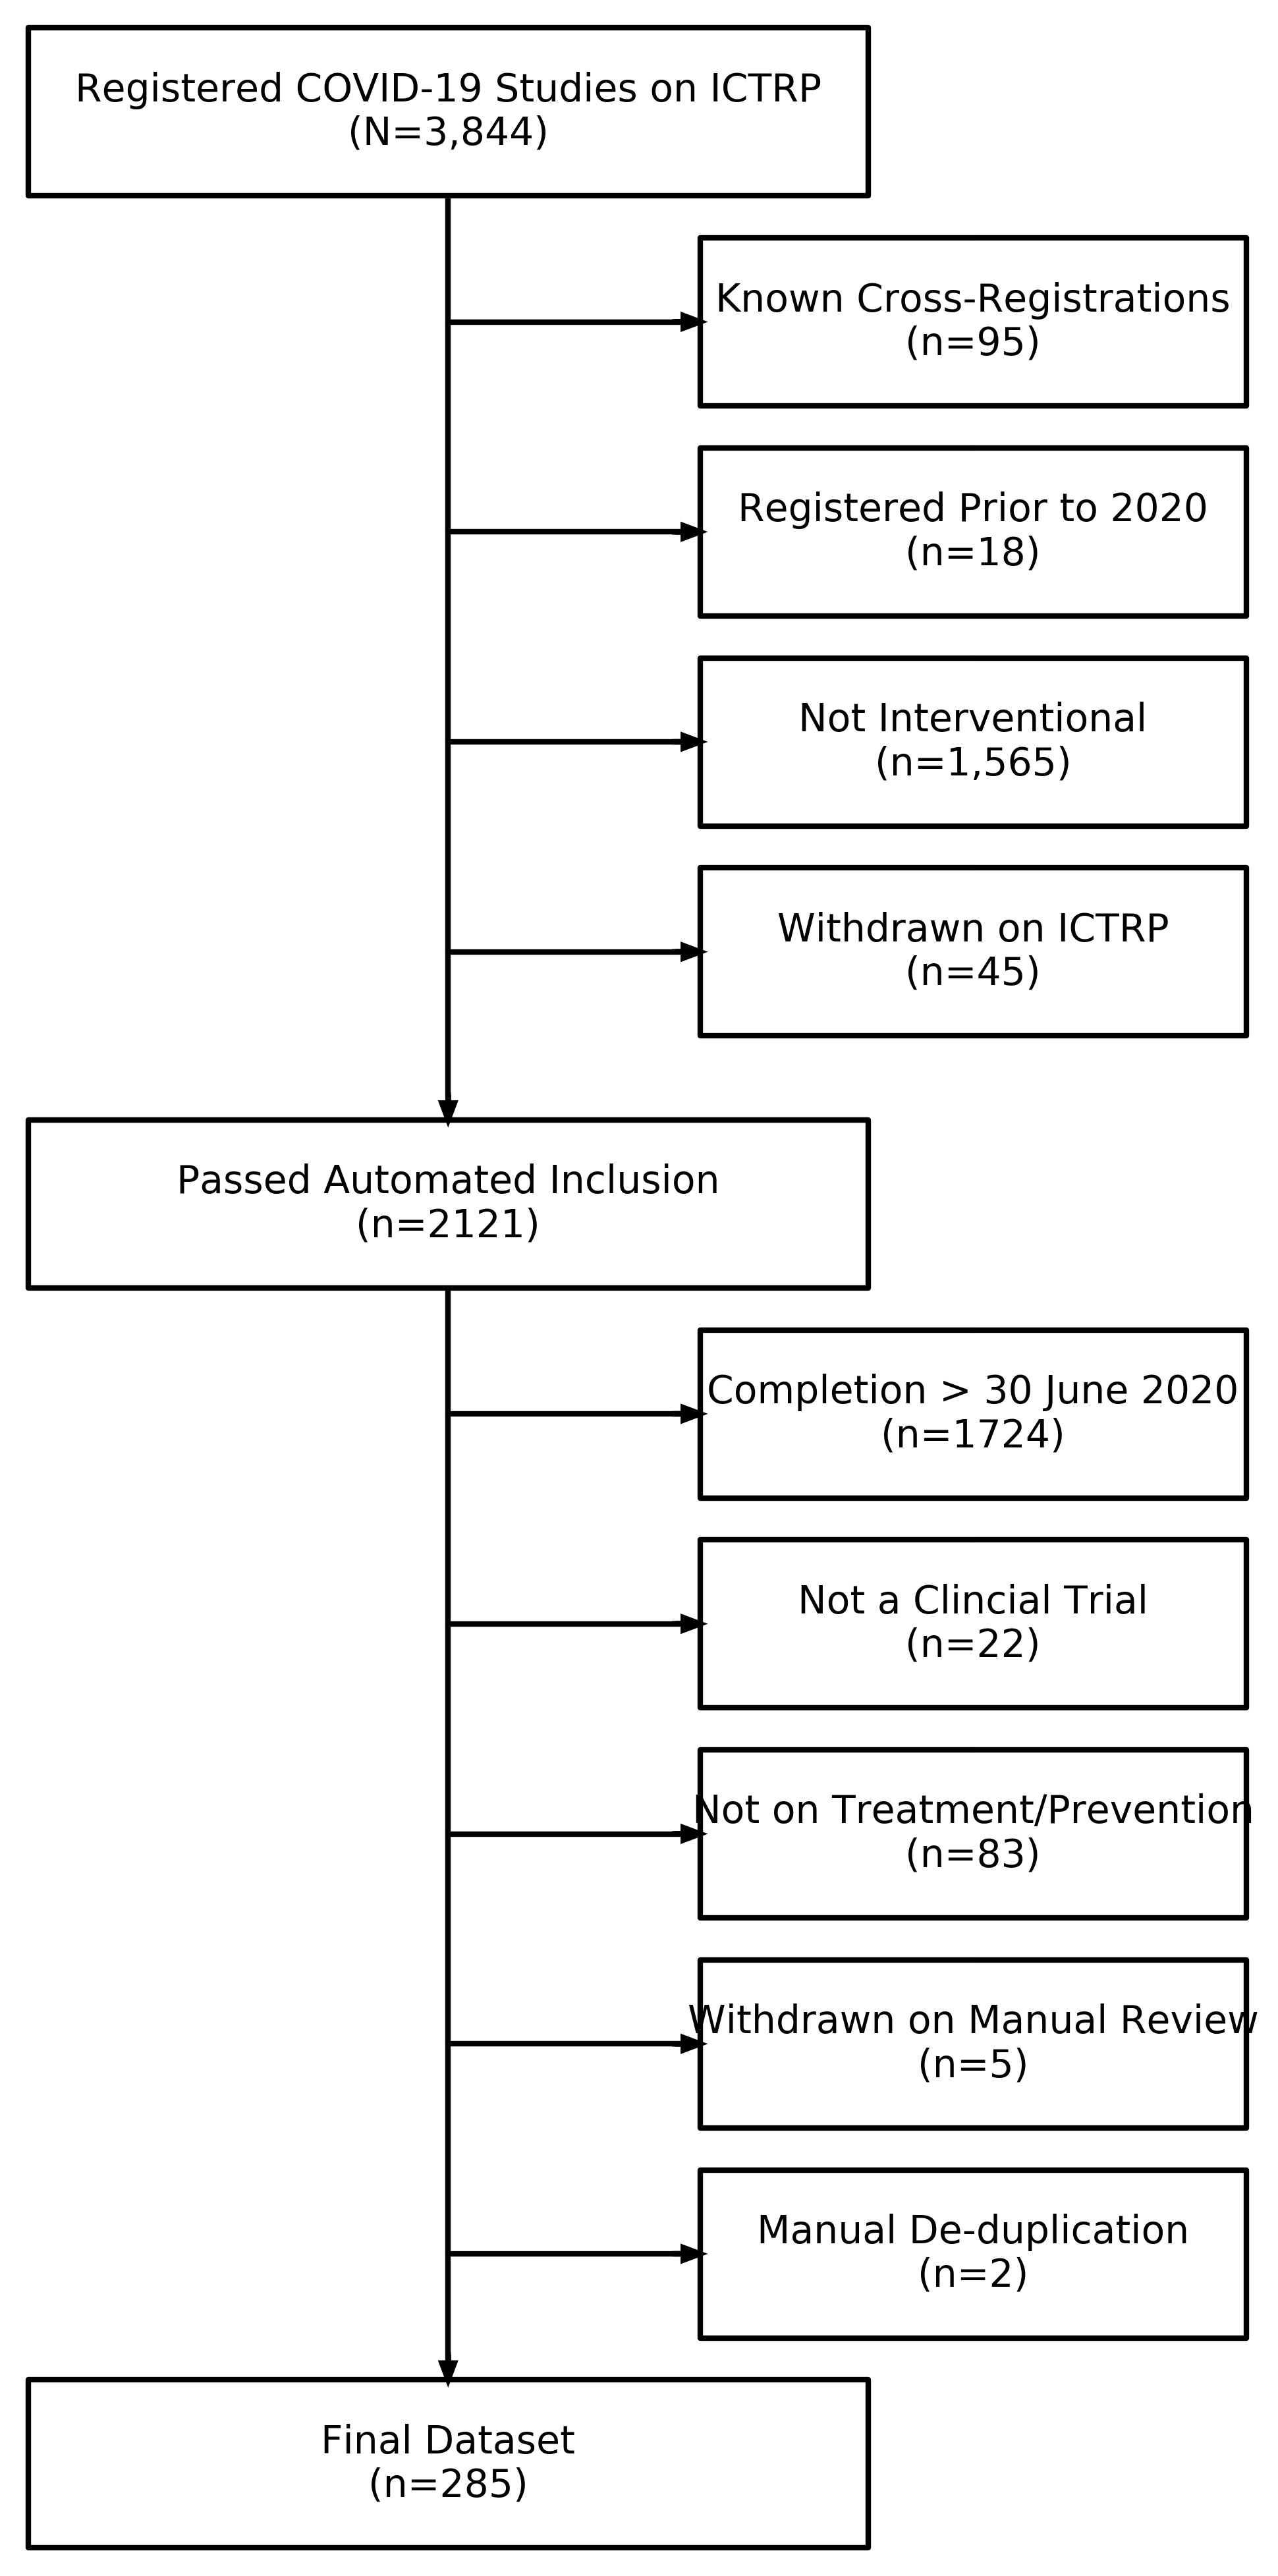 Registered COVID-19 Studies on ICTRP
(N=3,844)
Known Cross-Registrations
(n=95)
Registered Prior to 2020
(n=18)
Not Interventional
(n=1,565)
Withdrawn on ICTRP
(n=45)
Passed Automated Inclusion
(n=2121)
Completion > 30 June 2020
(n=1724)
Not a Clincial Trial
(n=22)
Not on Treatment/Prevention
(n=83)
Withdrawn on Manual Review
(n=5)
Manual De-duplication
(n=2)
Final Dataset
(n=285)